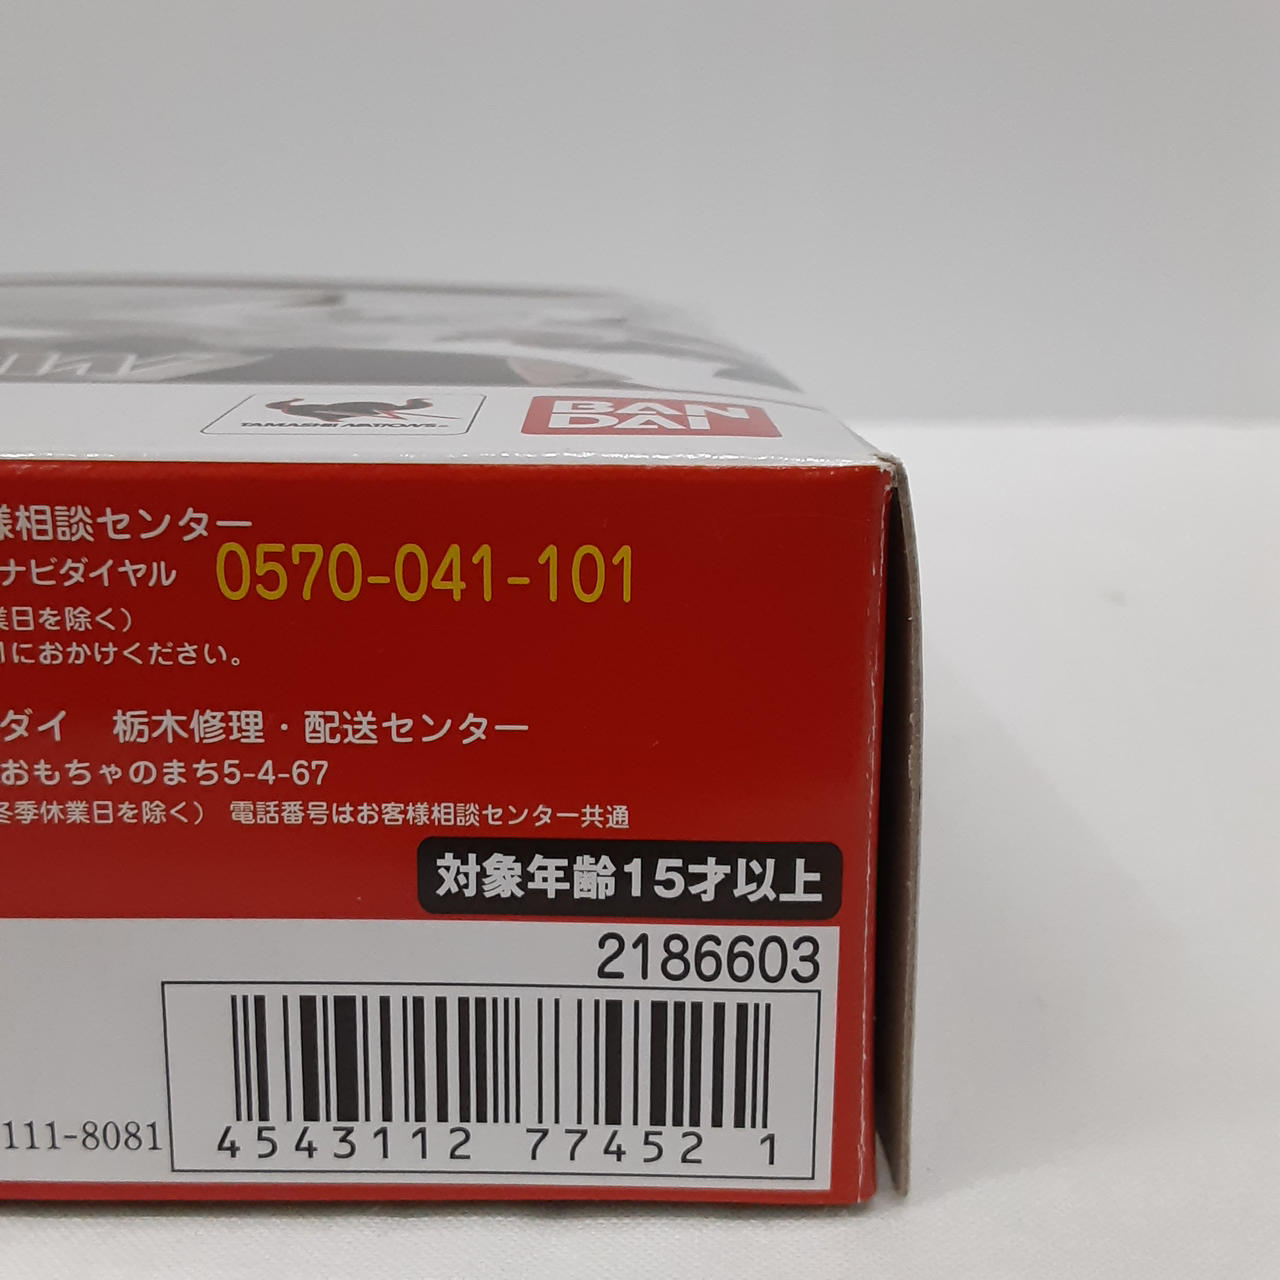 TAMASHII NATIONS
BAN
DAI
様相談センター
ナビダイヤル 0570-041-101
業日を除く）
におかけください。
ダイ 栃木修理・配送センター
おもちゃのまち5-4-67
冬季休業日を除く） 電話番号はお客様相談センター共通
対象年齢15才以上
2186603
111-8081
4543112 77452 1